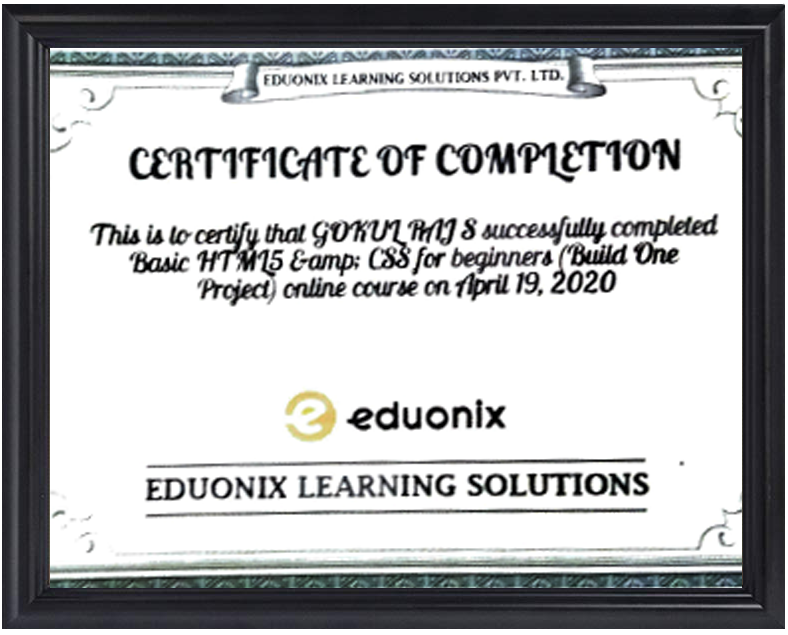 EDUONIX LEARNING SOLUTIONS PVT. LTD.
CERTIFICATE OF COMPLETION
This is to certify that GOKUL RAJ S successfully completed
Basic HTML5 &amp; CSS for beginners (Build One
Project) online course on April 19, 2020
eduonix
EDUONIX LEARNING SOLUTIONS